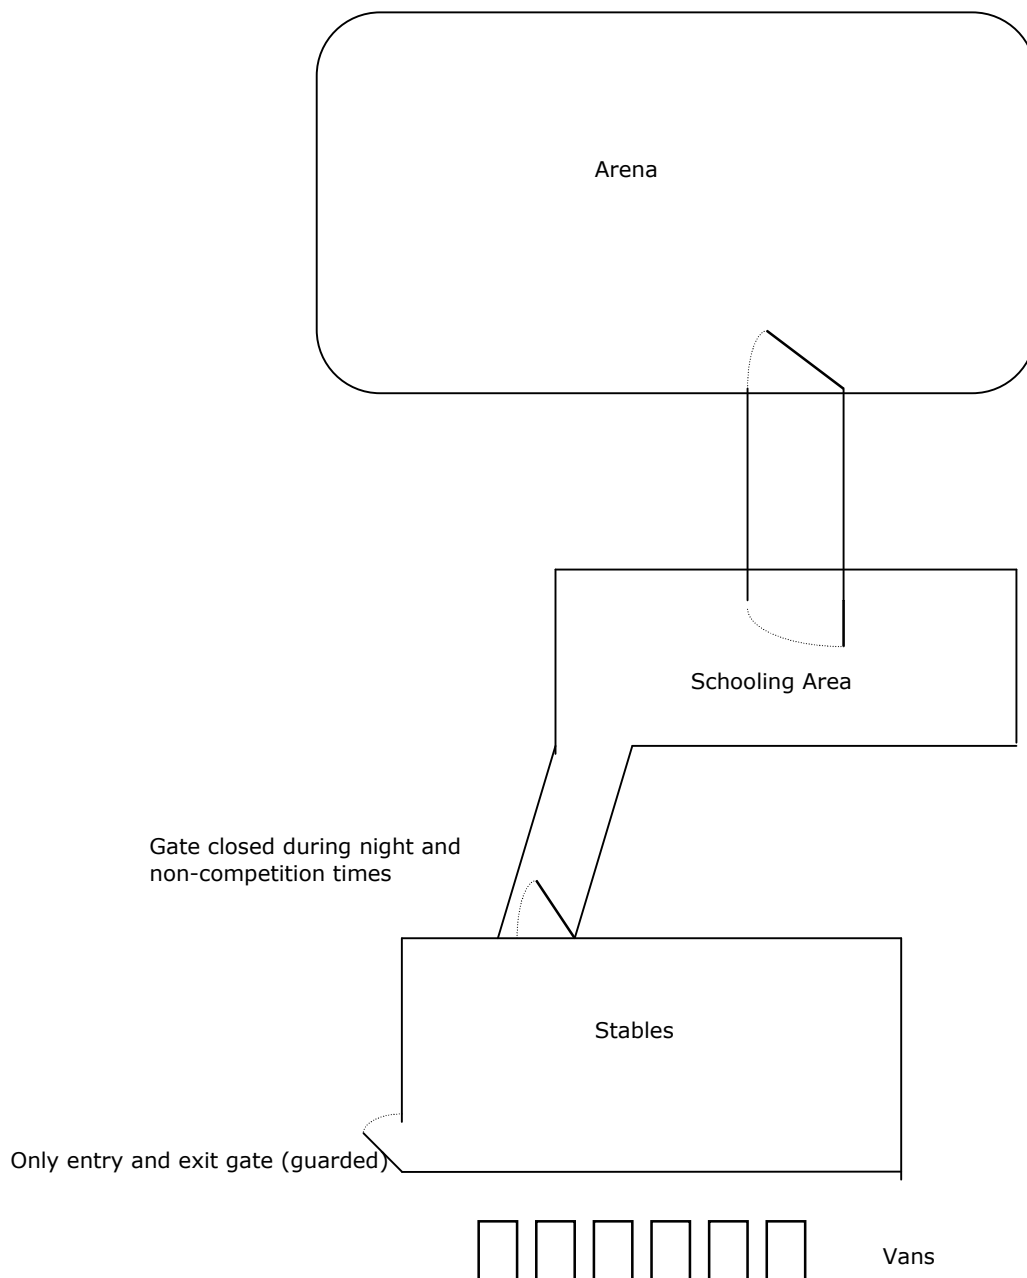 Arena
Schooling Area
Gate closed during night and
non-competition times
Stables
Only entry and exit gate (guarded)
Vans